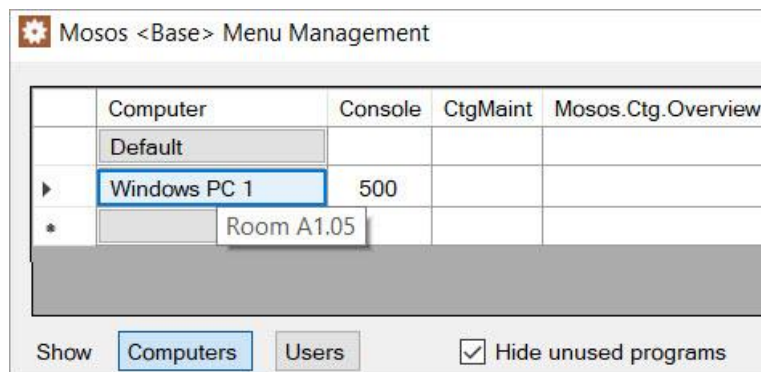 Mosos <Base> Menu Management
Computer Console CtgMaint Mosos.Ctg.Overview
Default
Windows PC 1 500
* Room A1.05
Show Computers Users Hide unused programs